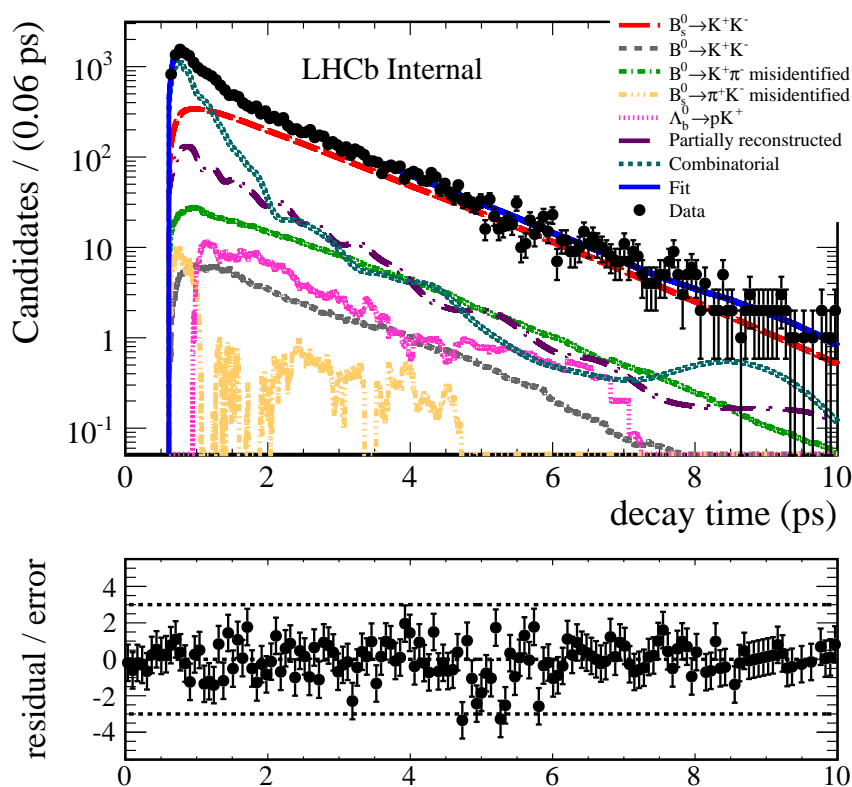 LHCb Internal
B⁰ₛ→K⁺K⁻
B⁰→K⁺K⁻
B⁰→K⁺π⁻ misidentified
B⁰ₛ→π⁺K⁻ misidentified
Λ⁰_b→pK⁺
Partially reconstructed
Combinatorial
Fit
Data
Candidates / (0.06 ps)
10³
10²
10
1
10⁻¹
0 2 4 6 8 10
decay time (ps)
residual / error
4
2
0
-2
-4
0 2 4 6 8 10